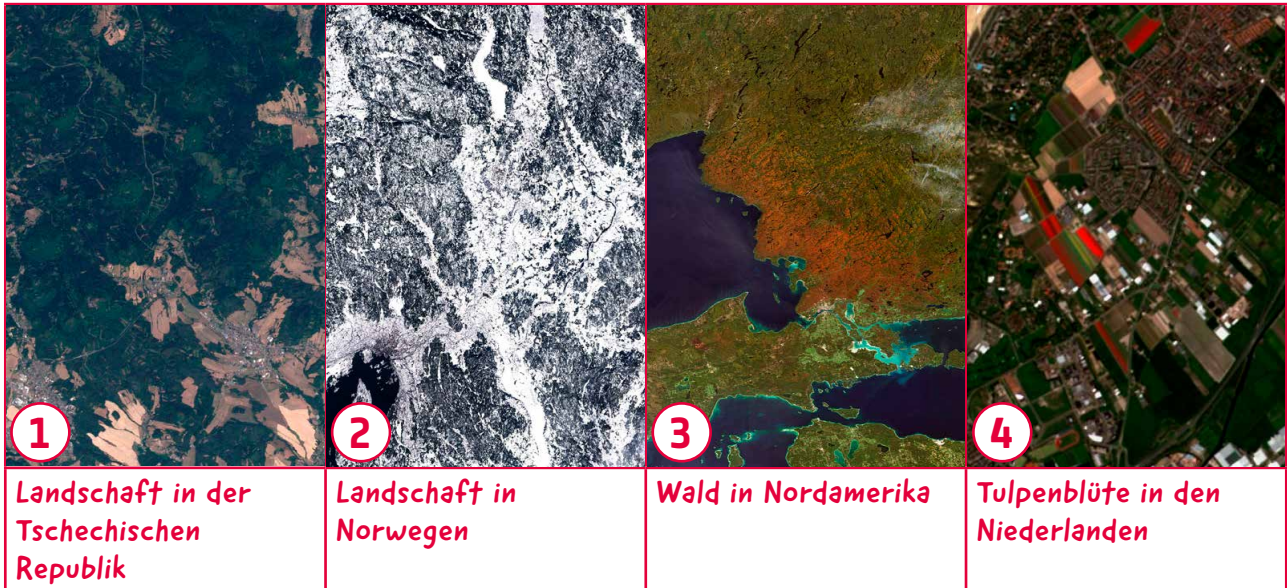 1
2
3
4
Landschaft in der
Tschechischen
Republik
Landschaft in
Norwegen
Wald in Nordamerika
Tulpenblüte in den
Niederlanden